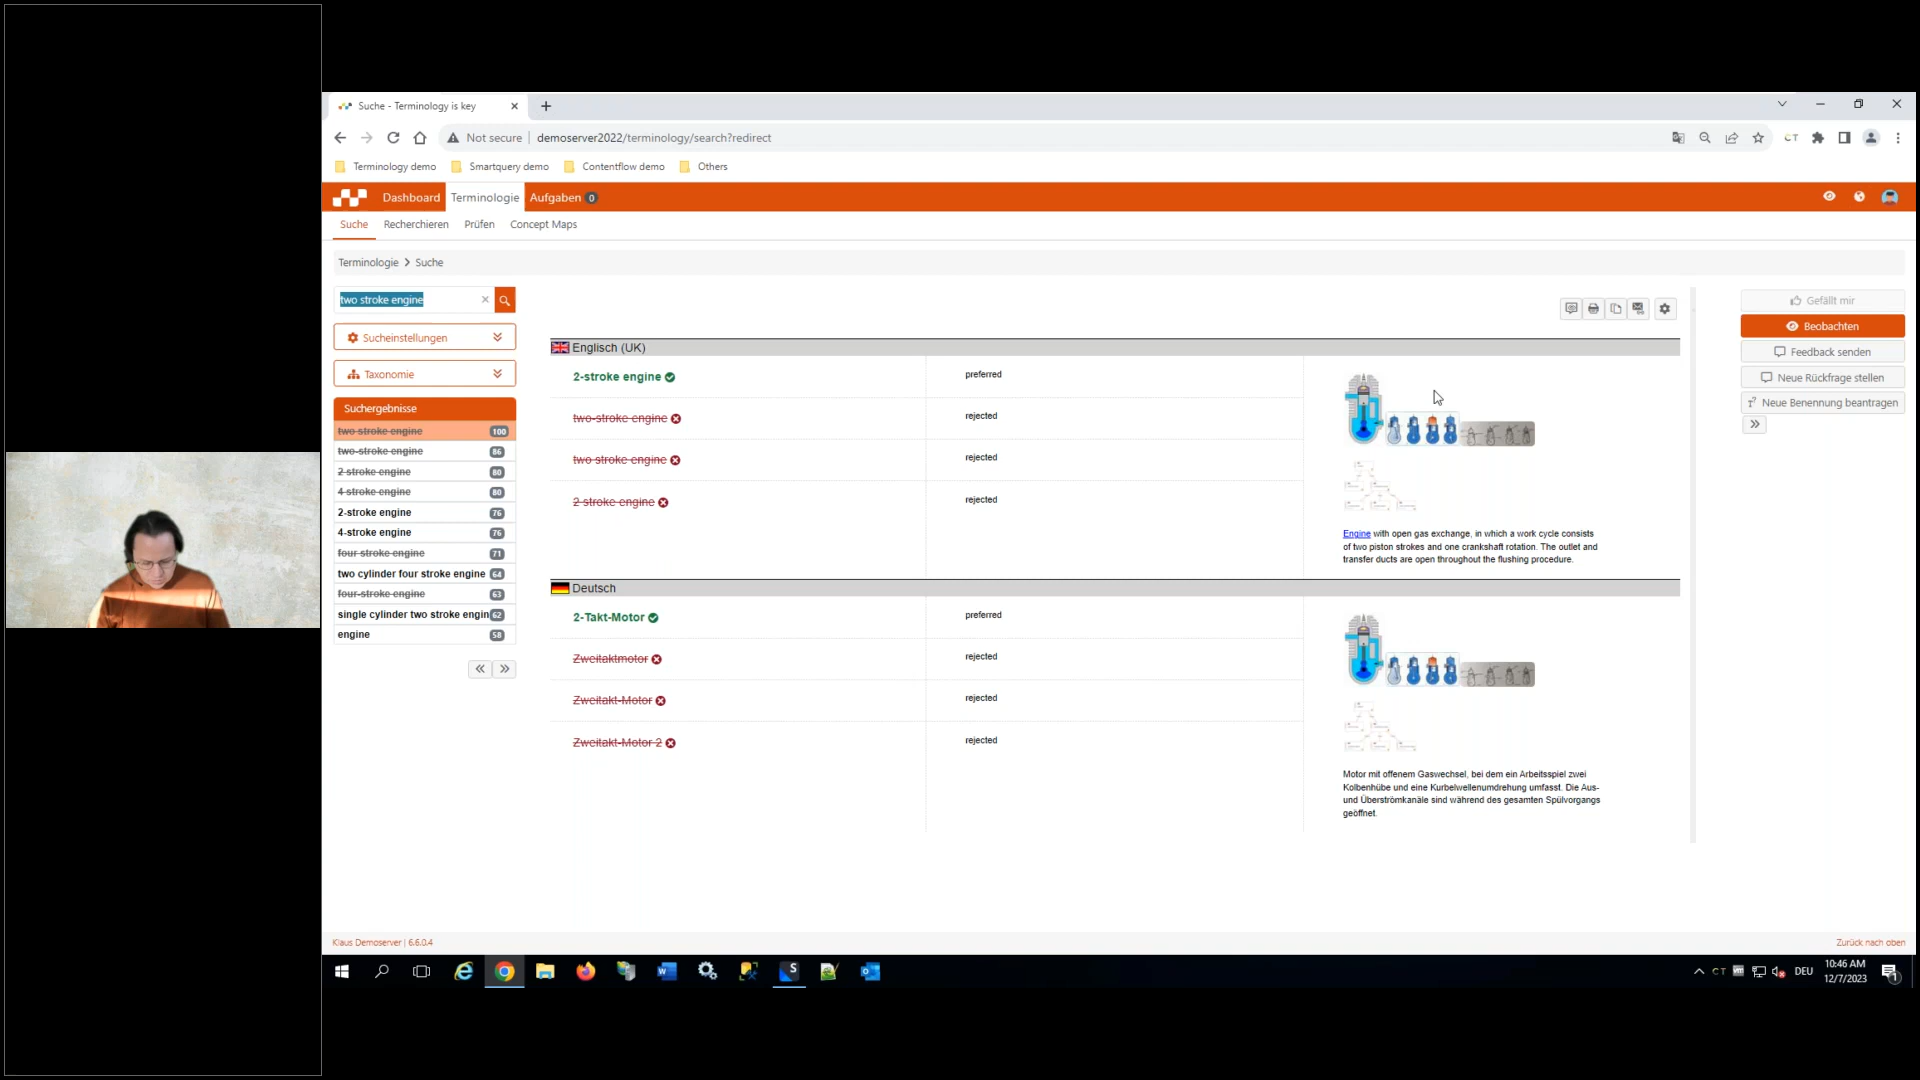 Suche - Terminology is key
Not secure
demoserver2022/terminology/search?redirect
CT
Terminology demo
Smartquery demo
Contentflow demo
Others
Dashboard
Terminologie
Aufgaben 0
Suche
Recherchieren
Prüfen
Concept Maps
Terminologie > Suche
two stroke engine
Sucheinstellungen
Taxonomie
Suchergebnisse
two stroke engine 100
two-stroke engine 86
2 stroke engine 80
4 stroke engine 80
2-stroke engine 76
4-stroke engine 76
four stroke engine 71
two cylinder four stroke engine 64
four-stroke engine 63
single cylinder two stroke engin 62
engine 58
Englisch (UK)
2-stroke engine
preferred
two-stroke engine
rejected
two stroke engine
rejected
2 stroke engine
rejected
Engine with open gas exchange, in which a work cycle consists
of two piston strokes and one crankshaft rotation. The outlet and
transfer ducts are open throughout the flushing procedure.
Deutsch
2-Takt-Motor
preferred
Zweitaktmotor
rejected
Zweitakt-Motor
rejected
Zweitakt-Motor 2
rejected
Motor mit offenem Gaswechsel, bei dem ein Arbeitsspiel zwei
Kolbenhübe und eine Kurbelwellenumdrehung umfasst. Die Aus-
und Überströmkanäle sind während des gesamten Spülvorgangs
geöffnet.
Gefällt mir
Beobachten
Feedback senden
Neue Rückfrage stellen
Neue Benennung beantragen
Klaus Demoserver | 6.6.0.4
Zurück nach oben
CT
DEU
10:46 AM
12/7/2023
1